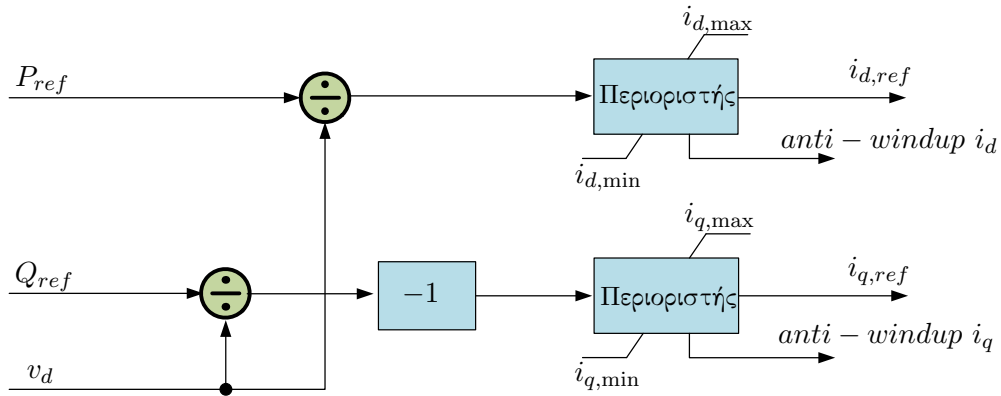 i_{d,max}
P_{ref}
÷
Περιοριστής
i_{d,ref}
anti − windup i_d
i_{d,min}
i_{q,max}
Q_{ref}
÷
−1
Περιοριστής
i_{q,ref}
anti − windup i_q
i_{q,min}
v_d